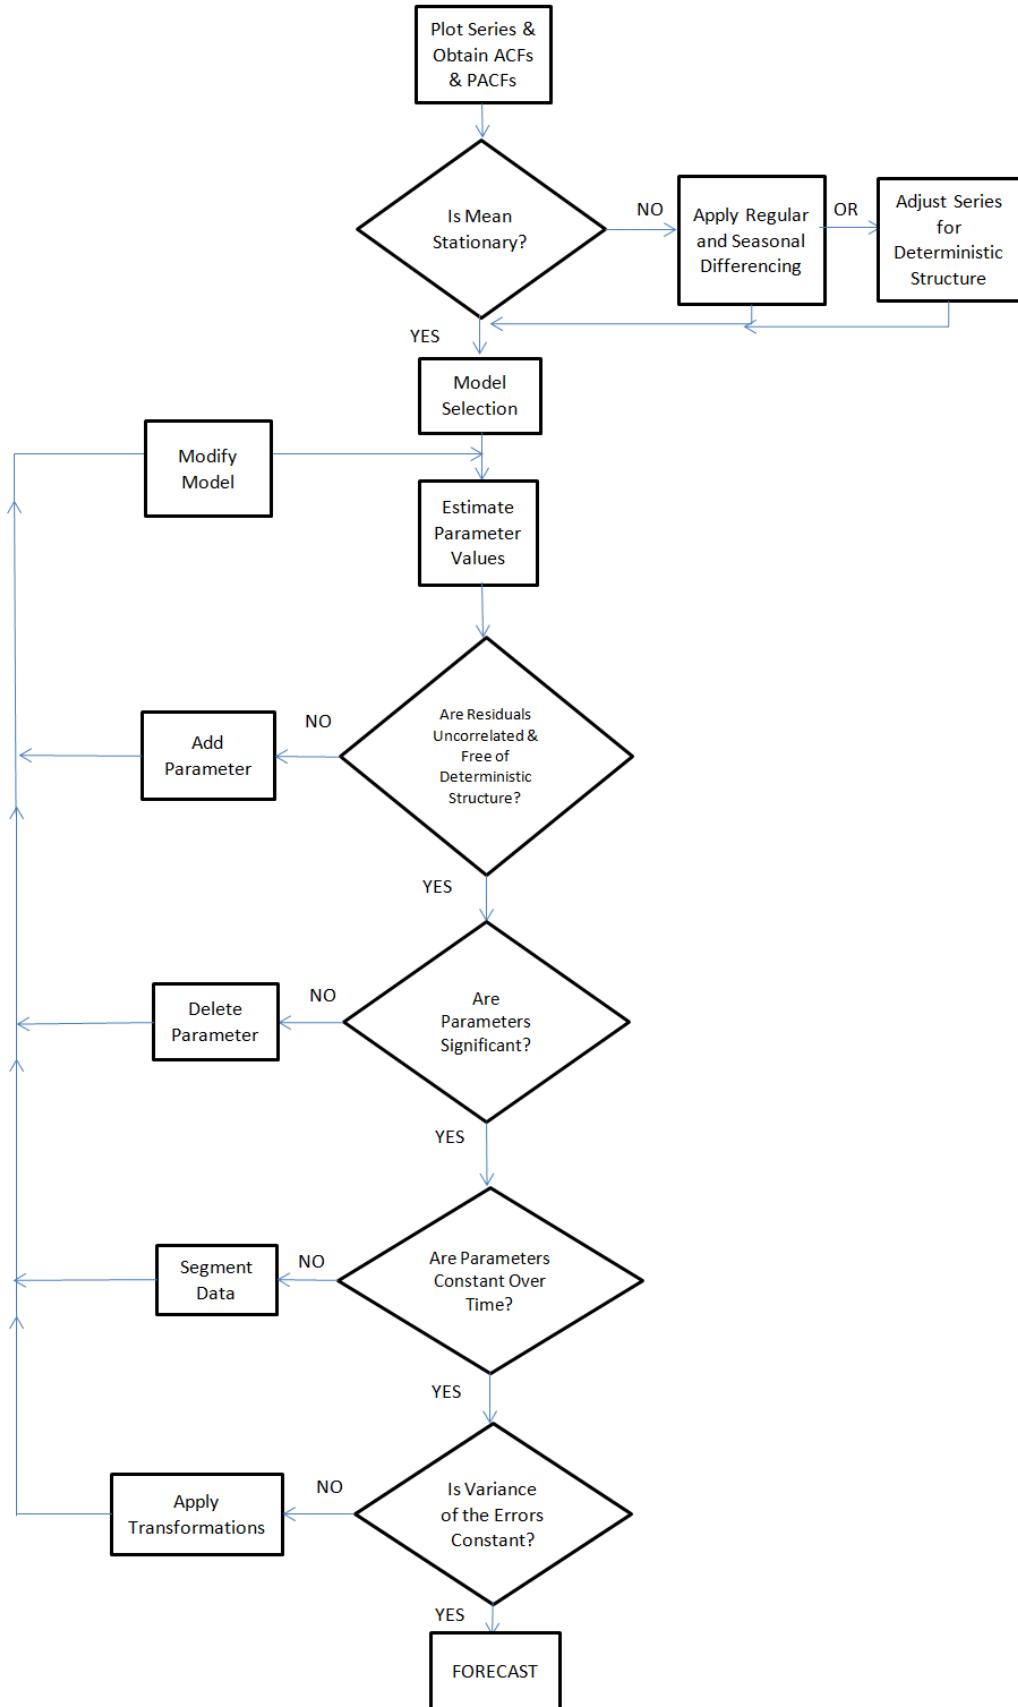 Plot Series &
Obtain ACFs
& PACFs
Is Mean
Stationary?
NO
Apply Regular
and Seasonal
Differencing
OR
Adjust Series
for
Deterministic
Structure
YES
Model
Selection
Modify
Model
Estimate
Parameter
Values
Are Residuals
Uncorrelated &
Free of
Deterministic
Structure?
NO
Add
Parameter
YES
Are
Parameters
Significant?
NO
Delete
Parameter
YES
Are Parameters
Constant Over
Time?
NO
Segment
Data
YES
Is Variance
of the Errors
Constant?
NO
Apply
Transformations
YES
FORECAST